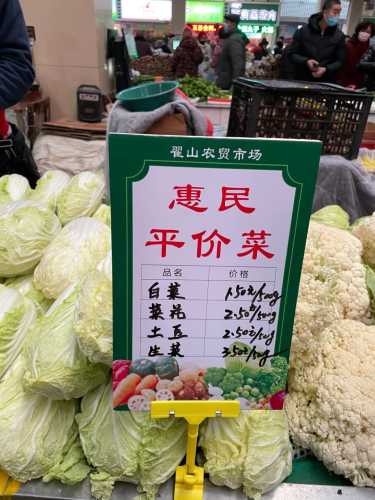 翟山农贸市场
惠民
平价菜
品名 价格
白菜 1.50元/500g
菜花 2.50元/500g
土豆 2.50元/500g
生菜 3.50元/500g